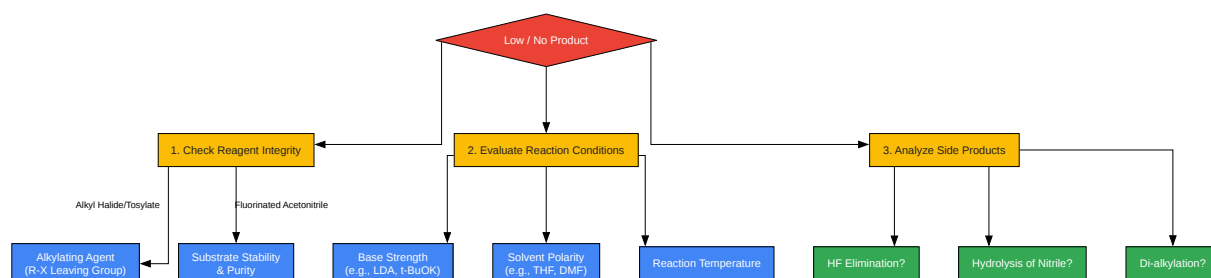 Low / No Product
1. Check Reagent Integrity
2. Evaluate Reaction Conditions
3. Analyze Side Products
Alkyl Halide/Tosylate
Fluorinated Acetonitrile
Alkylating Agent
(R-X Leaving Group)
Substrate Stability
& Purity
Base Strength
(e.g., LDA, t-BuOK)
Solvent Polarity
(e.g., THF, DMF)
Reaction Temperature
HF Elimination?
Hydrolysis of Nitrile?
Di-alkylation?